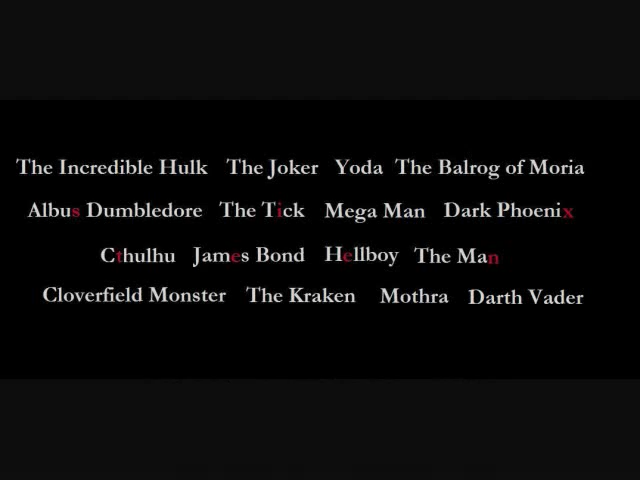 The Incredible Hulk The Joker Yoda The Balrog of Moria
Albus Dumbledore The Tick Mega Man Dark Phoenix
Cthulhu James Bond Hellboy The Man
Cloverfield Monster The Kraken Mothra Darth Vader